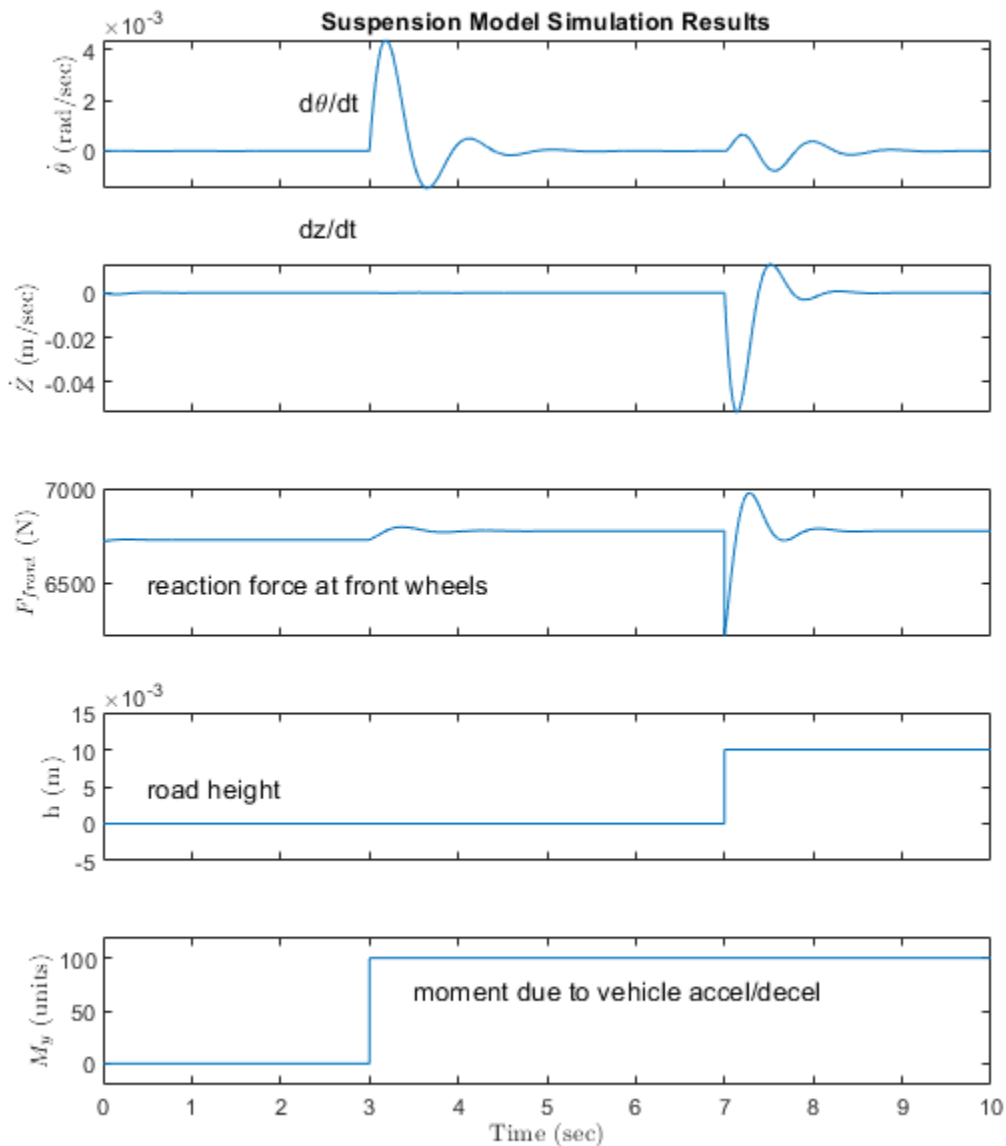 Suspension Model Simulation Results
×10⁻³
4
2
0
θ̇ (rad/sec)
dθ/dt
dz/dt
0
-0.02
-0.04
Ż (m/sec)
7000
6500
F_front (N)
reaction force at front wheels
×10⁻³
15
10
5
0
-5
h (m)
road height
100
50
0
M_y (units)
moment due to vehicle accel/decel
0 1 2 3 4 5 6 7 8 9 10
Time (sec)